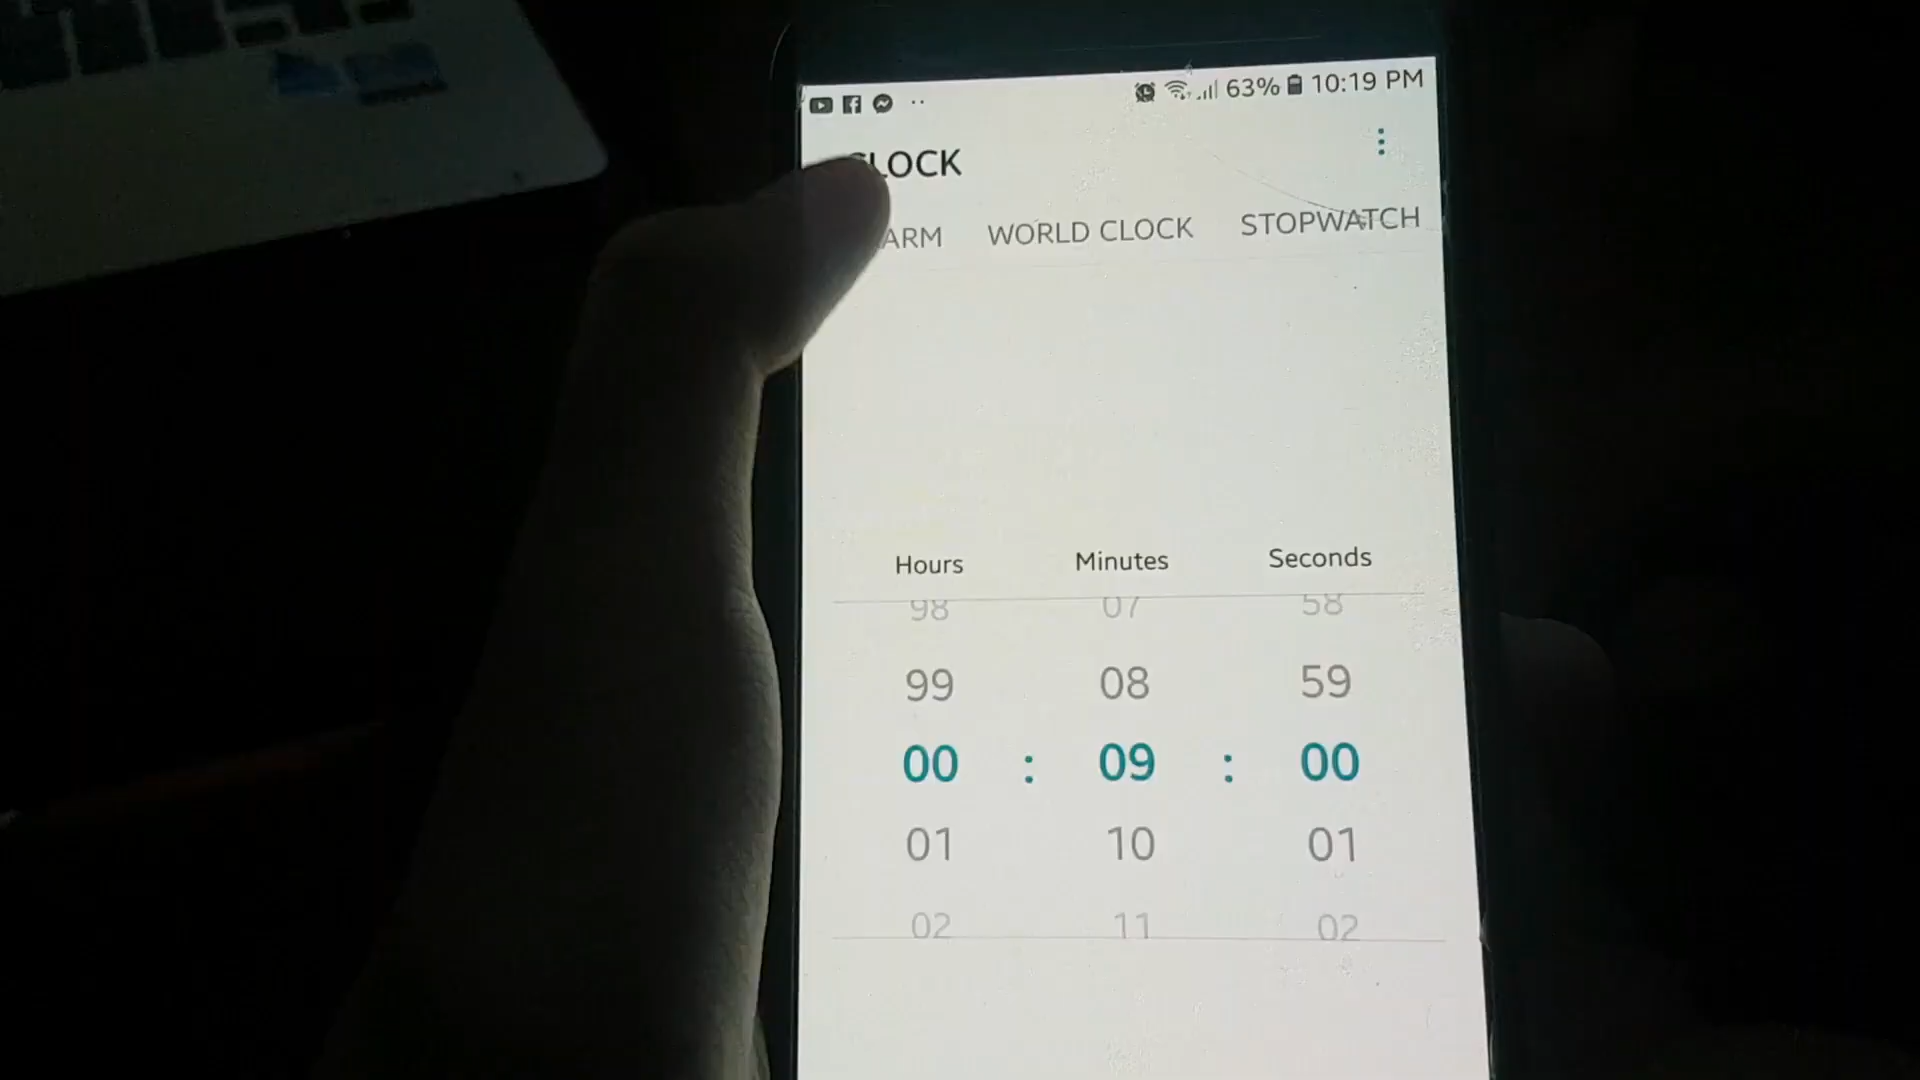 63% 10:19 PM
CLOCK
ARM WORLD CLOCK STOPWATCH
Hours Minutes Seconds
98 07 58
99 08 59
00 : 09 : 00
01 10 01
02 11 02